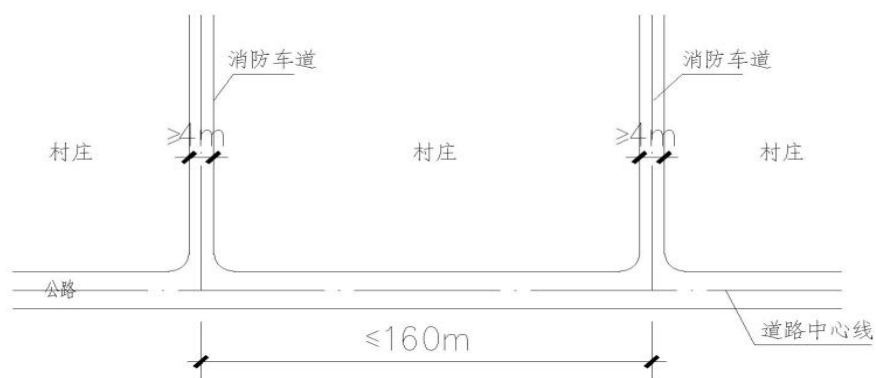 消防车道
消防车道
≥4m
≥4m
村庄
村庄
村庄
公路
道路中心线
≤160m